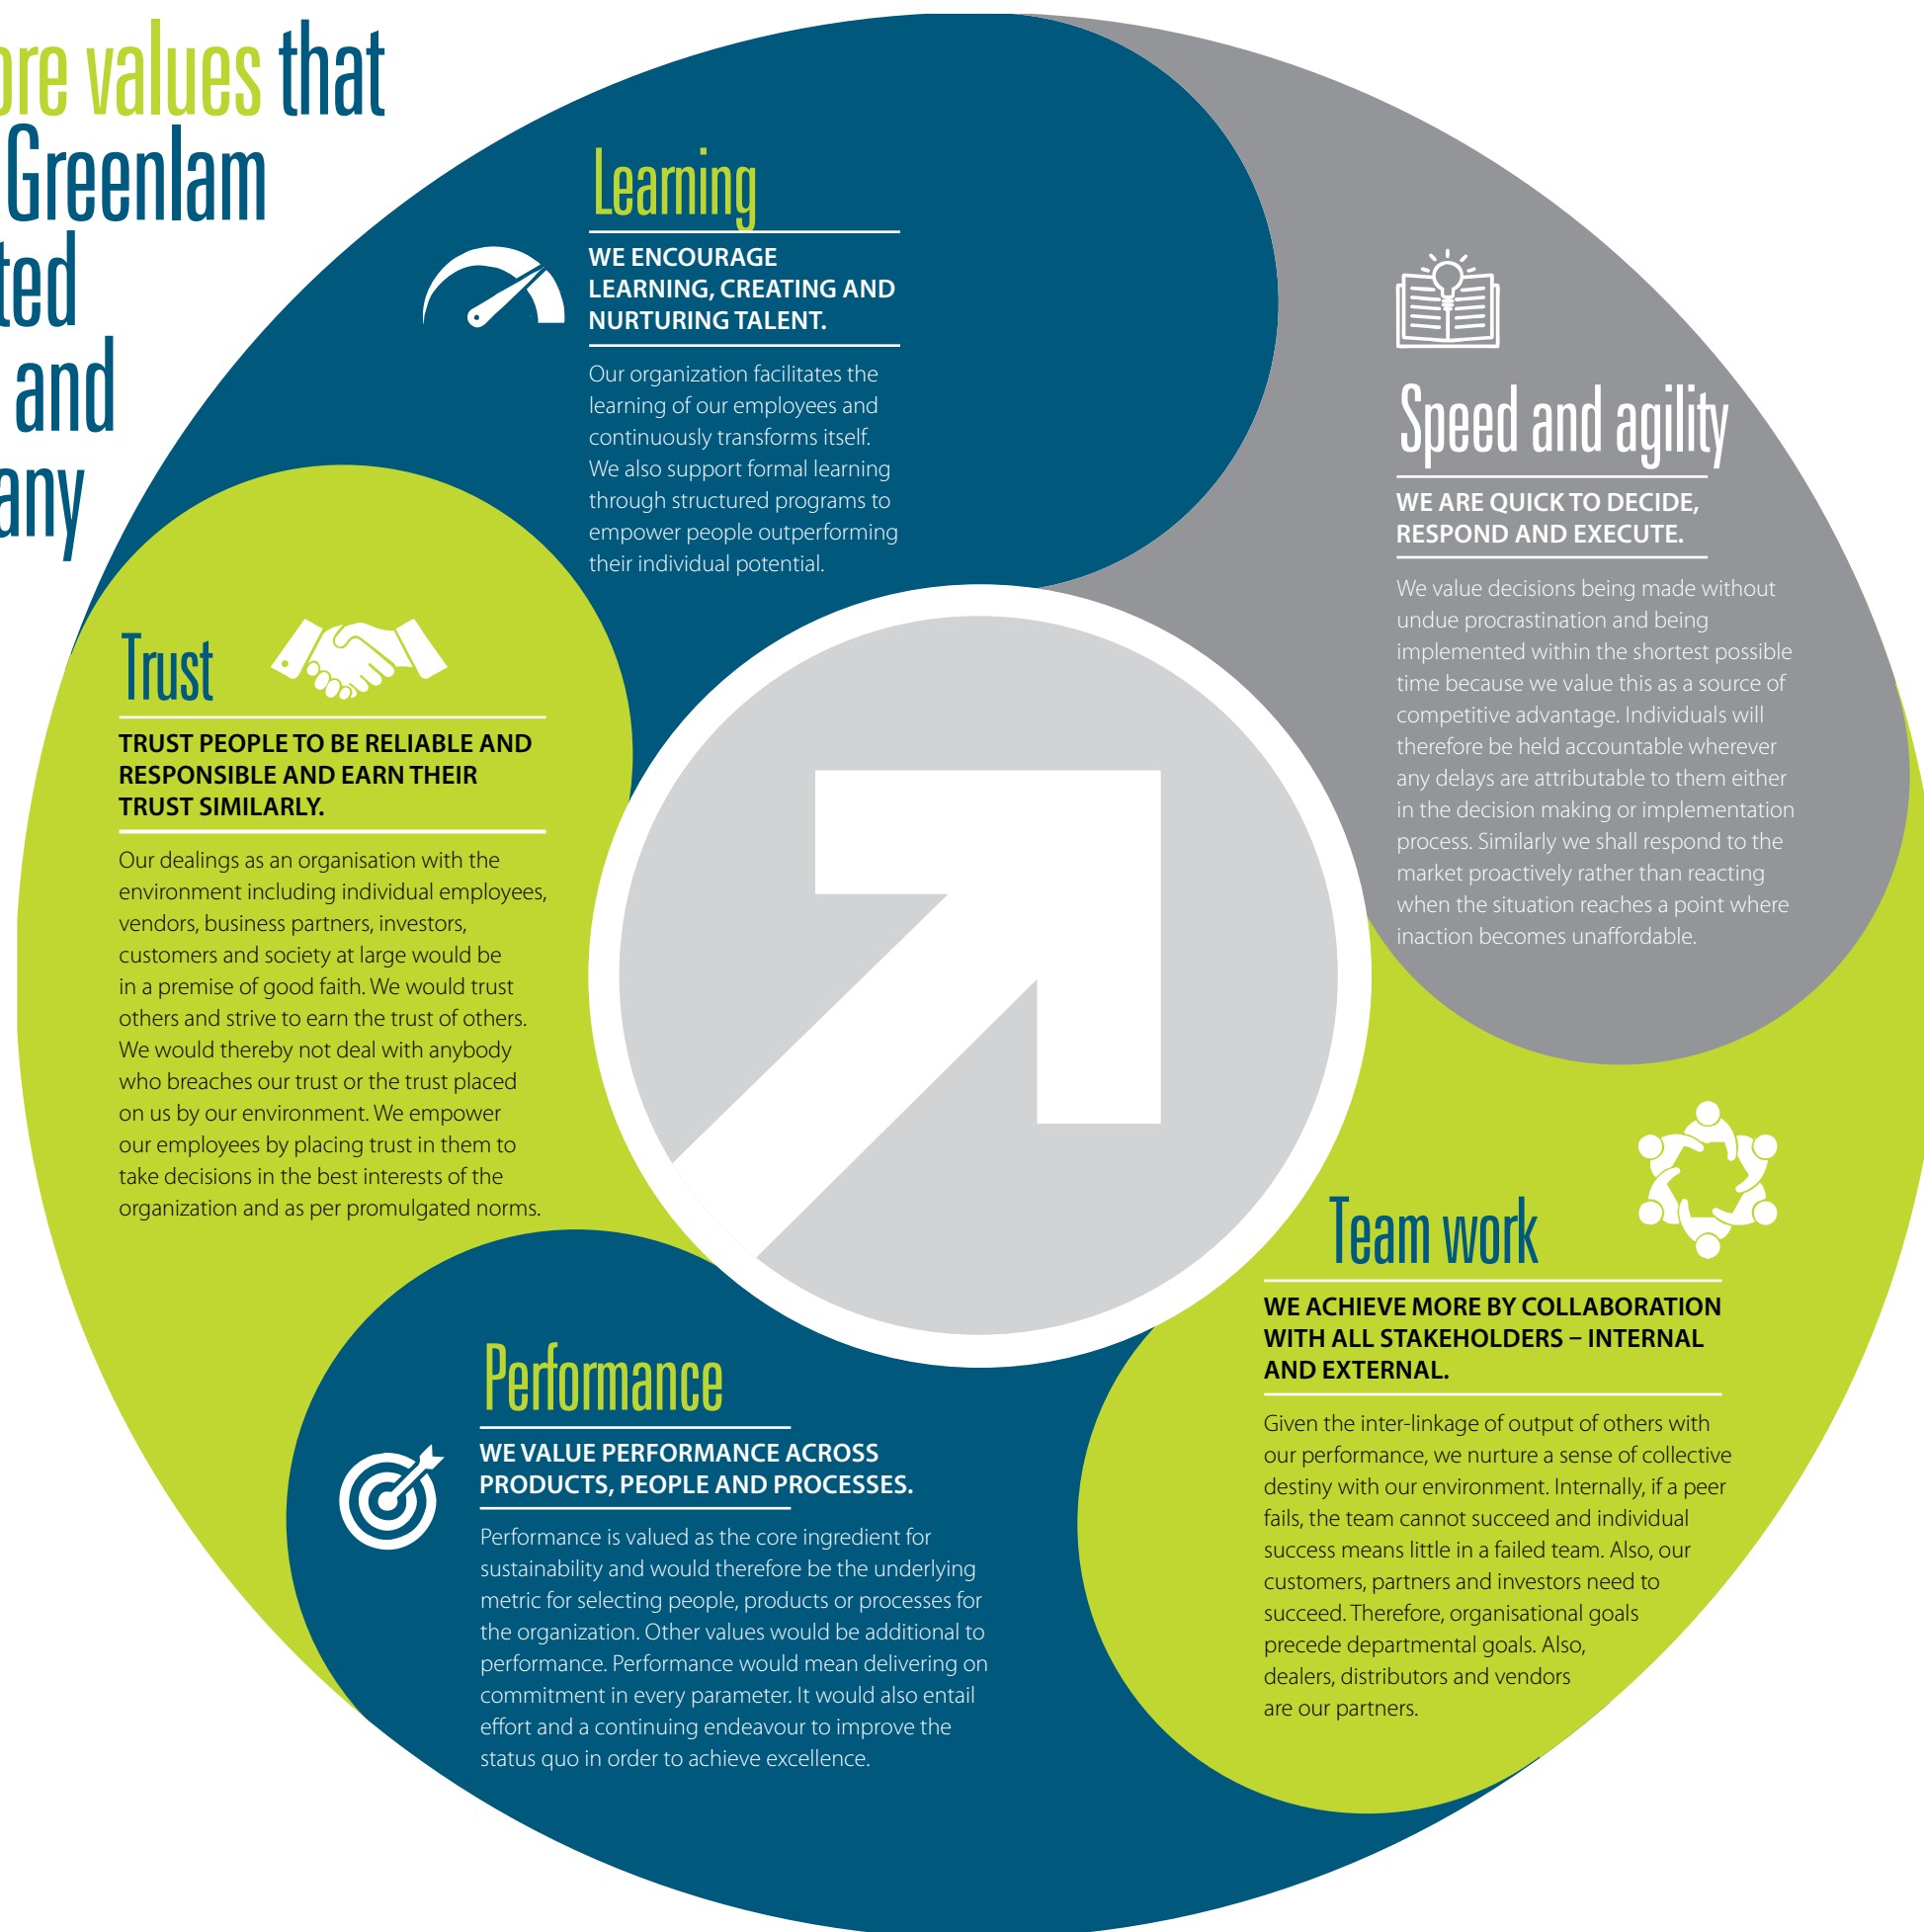 ore values that
Greenlam
ted
and
any
Learning
WE ENCOURAGE
LEARNING, CREATING AND
NURTURING TALENT.
Our organization facilitates the
learning of our employees and
continuously transforms itself.
We also support formal learning
through structured programs to
empower people outperforming
their individual potential.
Speed and agility
WE ARE QUICK TO DECIDE,
RESPOND AND EXECUTE.
We value decisions being made without
undue procrastination and being
implemented within the shortest possible
time because we value this as a source of
competitive advantage. Individuals will
therefore be held accountable wherever
any delays are attributable to them either
in the decision making or implementation
process. Similarly we shall respond to the
market proactively rather than reacting
when the situation reaches a point where
inaction becomes unaffordable.
Trust
TRUST PEOPLE TO BE RELIABLE AND
RESPONSIBLE AND EARN THEIR
TRUST SIMILARLY.
Our dealings as an organisation with the
environment including individual employees,
vendors, business partners, investors,
customers and society at large would be
in a premise of good faith. We would trust
others and strive to earn the trust of others.
We would thereby not deal with anybody
who breaches our trust or the trust placed
on us by our environment. We empower
our employees by placing trust in them to
take decisions in the best interests of the
organization and as per promulgated norms.
Team work
WE ACHIEVE MORE BY COLLABORATION
WITH ALL STAKEHOLDERS – INTERNAL
AND EXTERNAL.
Given the inter-linkage of output of others with
our performance, we nurture a sense of collective
destiny with our environment. Internally, if a peer
fails, the team cannot succeed and individual
success means little in a failed team. Also, our
customers, partners and investors need to
succeed. Therefore, organisational goals
precede departmental goals. Also,
dealers, distributors and vendors
are our partners.
Performance
WE VALUE PERFORMANCE ACROSS
PRODUCTS, PEOPLE AND PROCESSES.
Performance is valued as the core ingredient for
sustainability and would therefore be the underlying
metric for selecting people, products or processes for
the organization. Other values would be additional to
performance. Performance would mean delivering on
commitment in every parameter. It would also entail
effort and a continuing endeavour to improve the
status quo in order to achieve excellence.